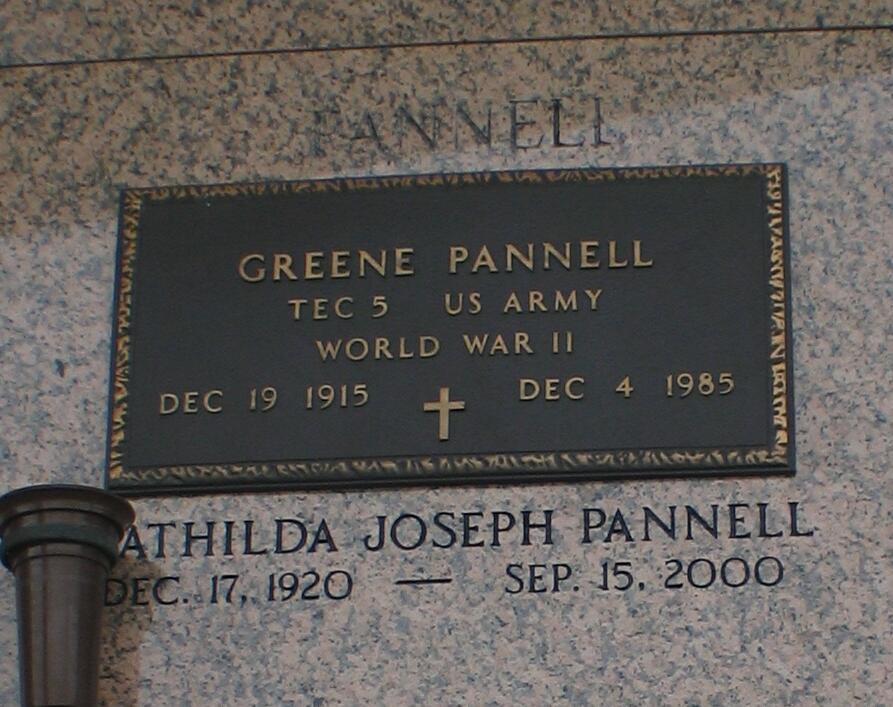 PANNELL
GREENE PANNELL
TEC 5 US ARMY
WORLD WAR II
DEC 19 1915 DEC 4 1985
ATHILDA JOSEPH PANNELL
DEC. 17, 1920 — SEP. 15, 2000